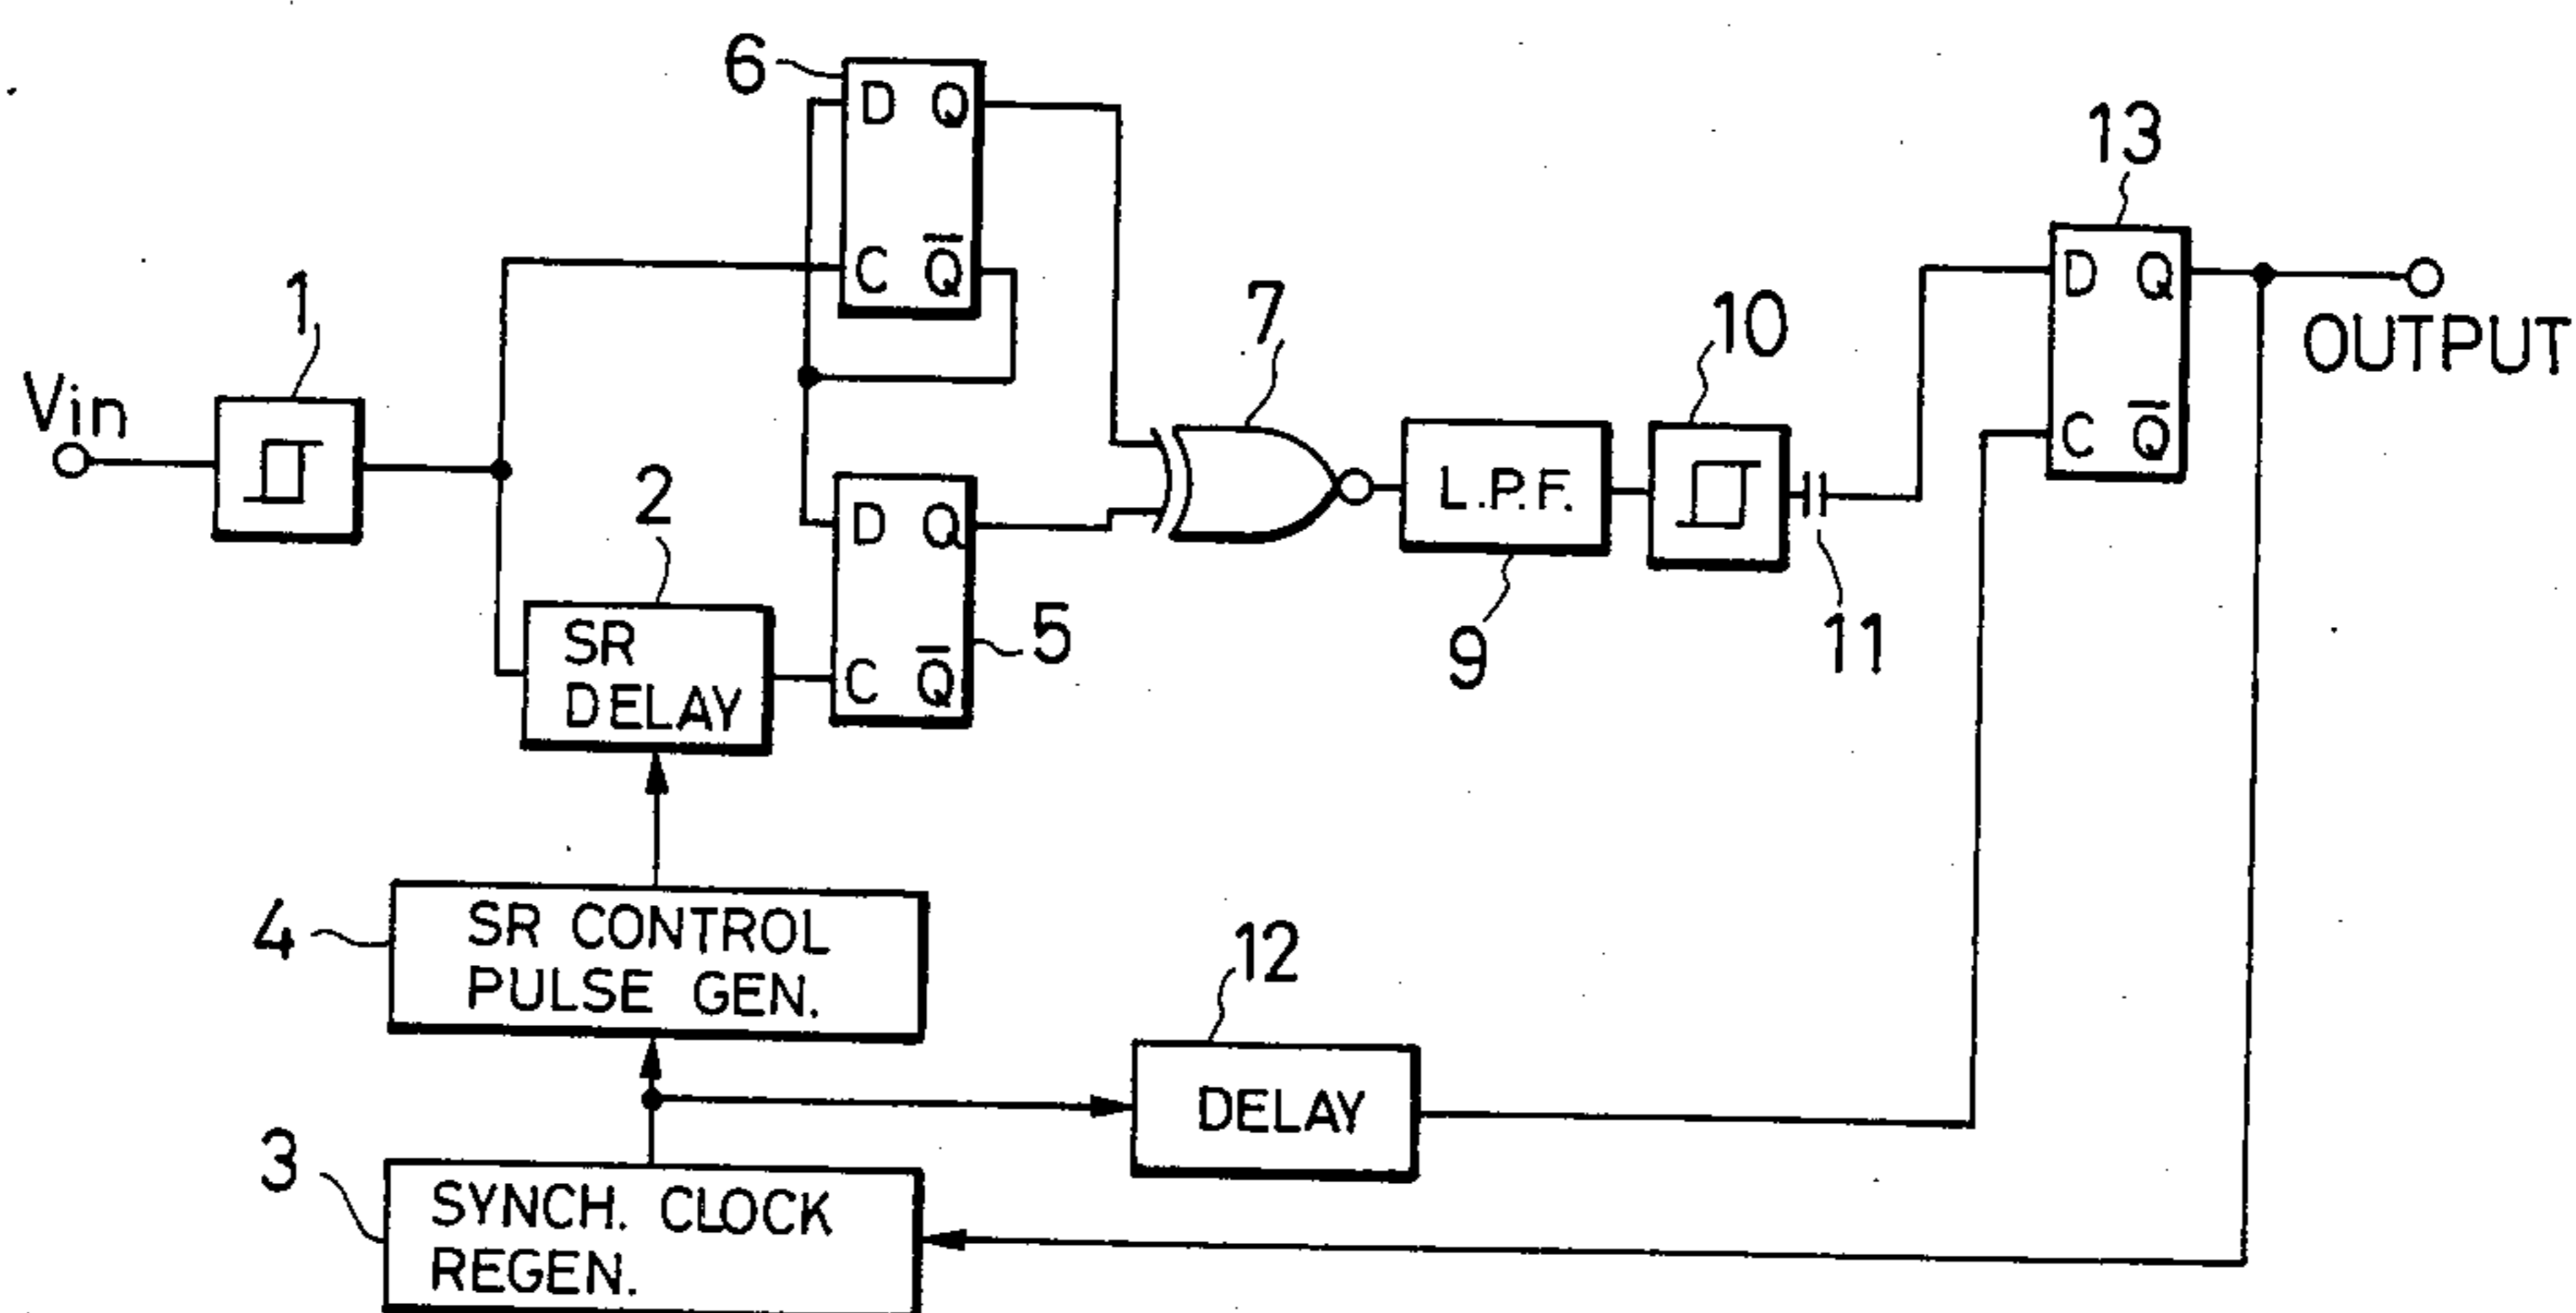 6
D Q
C Q̅
13
D Q
C Q̅
OUTPUT
1
Vin
7
10
2
L.P.F.
D Q
C Q̅
5
9
11
SR
DELAY
4
SR CONTROL
PULSE GEN.
12
DELAY
3
SYNCH. CLOCK
REGEN.